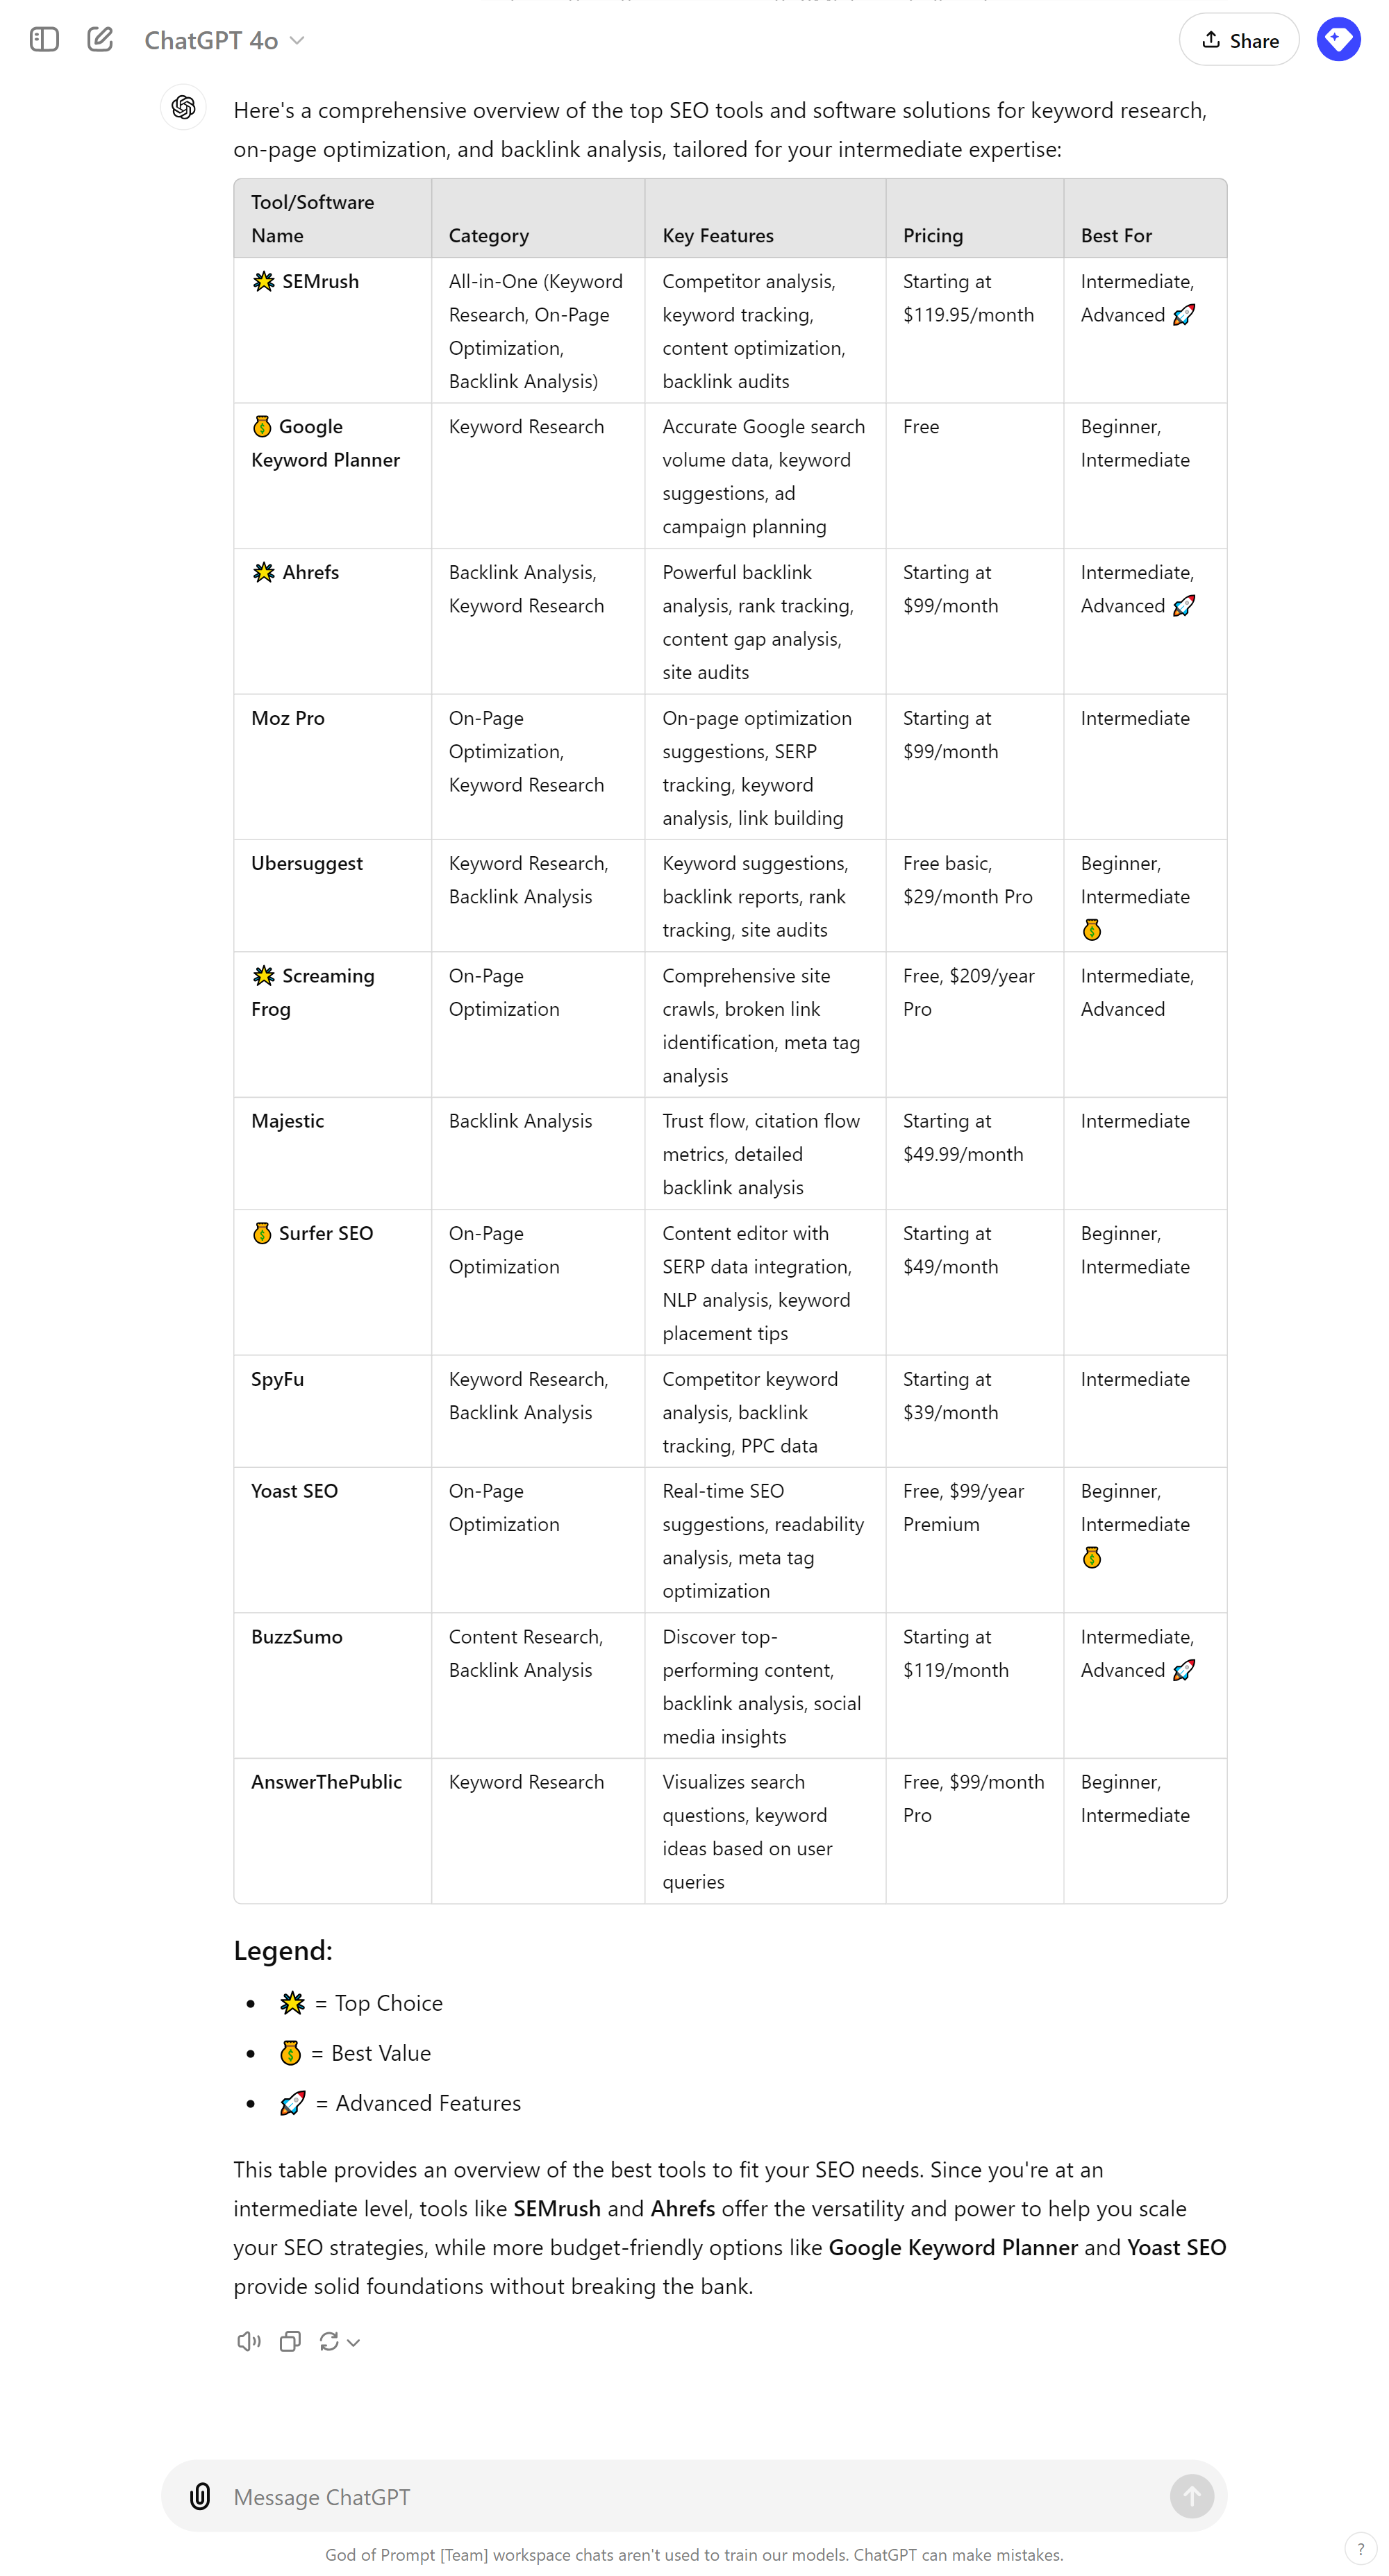 ChatGPT 4o
Share
Here's a comprehensive overview of the top SEO tools and software solutions for keyword research,
on-page optimization, and backlink analysis, tailored for your intermediate expertise:
Tool/Software
Name
Category
Key Features
Pricing
Best For
🌟 SEMrush
All-in-One (Keyword
Research, On-Page
Optimization,
Backlink Analysis)
Competitor analysis,
keyword tracking,
content optimization,
backlink audits
Starting at
$119.95/month
Intermediate,
Advanced 🚀
💰 Google
Keyword Planner
Keyword Research
Accurate Google search
volume data, keyword
suggestions, ad
campaign planning
Free
Beginner,
Intermediate
🌟 Ahrefs
Backlink Analysis,
Keyword Research
Powerful backlink
analysis, rank tracking,
content gap analysis,
site audits
Starting at
$99/month
Intermediate,
Advanced 🚀
Moz Pro
On-Page
Optimization,
Keyword Research
On-page optimization
suggestions, SERP
tracking, keyword
analysis, link building
Starting at
$99/month
Intermediate
Ubersuggest
Keyword Research,
Backlink Analysis
Keyword suggestions,
backlink reports, rank
tracking, site audits
Free basic,
$29/month Pro
Beginner,
Intermediate
💰
🌟 Screaming
Frog
On-Page
Optimization
Comprehensive site
crawls, broken link
identification, meta tag
analysis
Free, $209/year
Pro
Intermediate,
Advanced
Majestic
Backlink Analysis
Trust flow, citation flow
metrics, detailed
backlink analysis
Starting at
$49.99/month
Intermediate
💰 Surfer SEO
On-Page
Optimization
Content editor with
SERP data integration,
NLP analysis, keyword
placement tips
Starting at
$49/month
Beginner,
Intermediate
SpyFu
Keyword Research,
Backlink Analysis
Competitor keyword
analysis, backlink
tracking, PPC data
Starting at
$39/month
Intermediate
Yoast SEO
On-Page
Optimization
Real-time SEO
suggestions, readability
analysis, meta tag
optimization
Free, $99/year
Premium
Beginner,
Intermediate
💰
BuzzSumo
Content Research,
Backlink Analysis
Discover top-
performing content,
backlink analysis, social
media insights
Starting at
$119/month
Intermediate,
Advanced 🚀
AnswerThePublic
Keyword Research
Visualizes search
questions, keyword
ideas based on user
queries
Free, $99/month
Pro
Beginner,
Intermediate
Legend:
• 🌟 = Top Choice
• 💰 = Best Value
• 🚀 = Advanced Features
This table provides an overview of the best tools to fit your SEO needs. Since you're at an
intermediate level, tools like SEMrush and Ahrefs offer the versatility and power to help you scale
your SEO strategies, while more budget-friendly options like Google Keyword Planner and Yoast SEO
provide solid foundations without breaking the bank.
Message ChatGPT
God of Prompt [Team] workspace chats aren't used to train our models. ChatGPT can make mistakes.
?